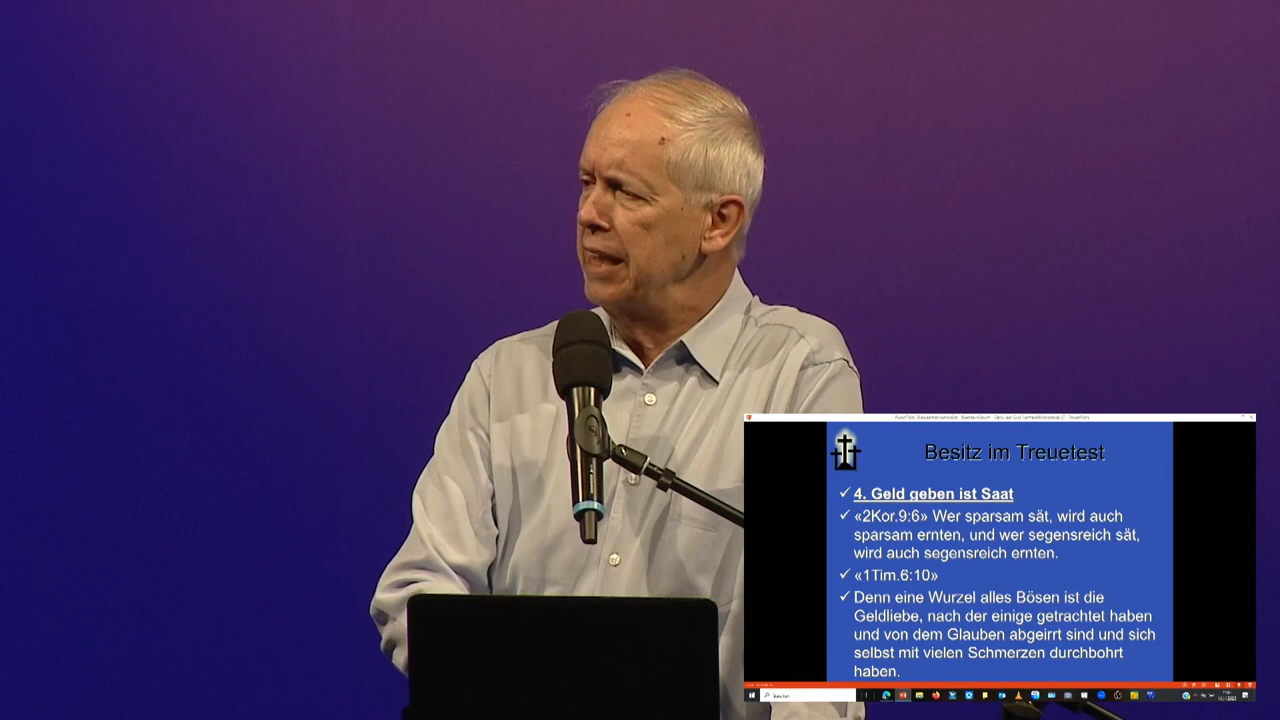 Besitz im Treuetest
4. Geld geben ist Saat
«2Kor.9:6» Wer sparsam sät, wird auch
sparsam ernten, und wer segensreich sät,
wird auch segensreich ernten.
«1Tim.6:10»
Denn eine Wurzel alles Bösen ist die
Geldliebe, nach der einige getrachtet haben
und von dem Glauben abgeirrt sind und sich
selbst mit vielen Schmerzen durchbohrt
haben.